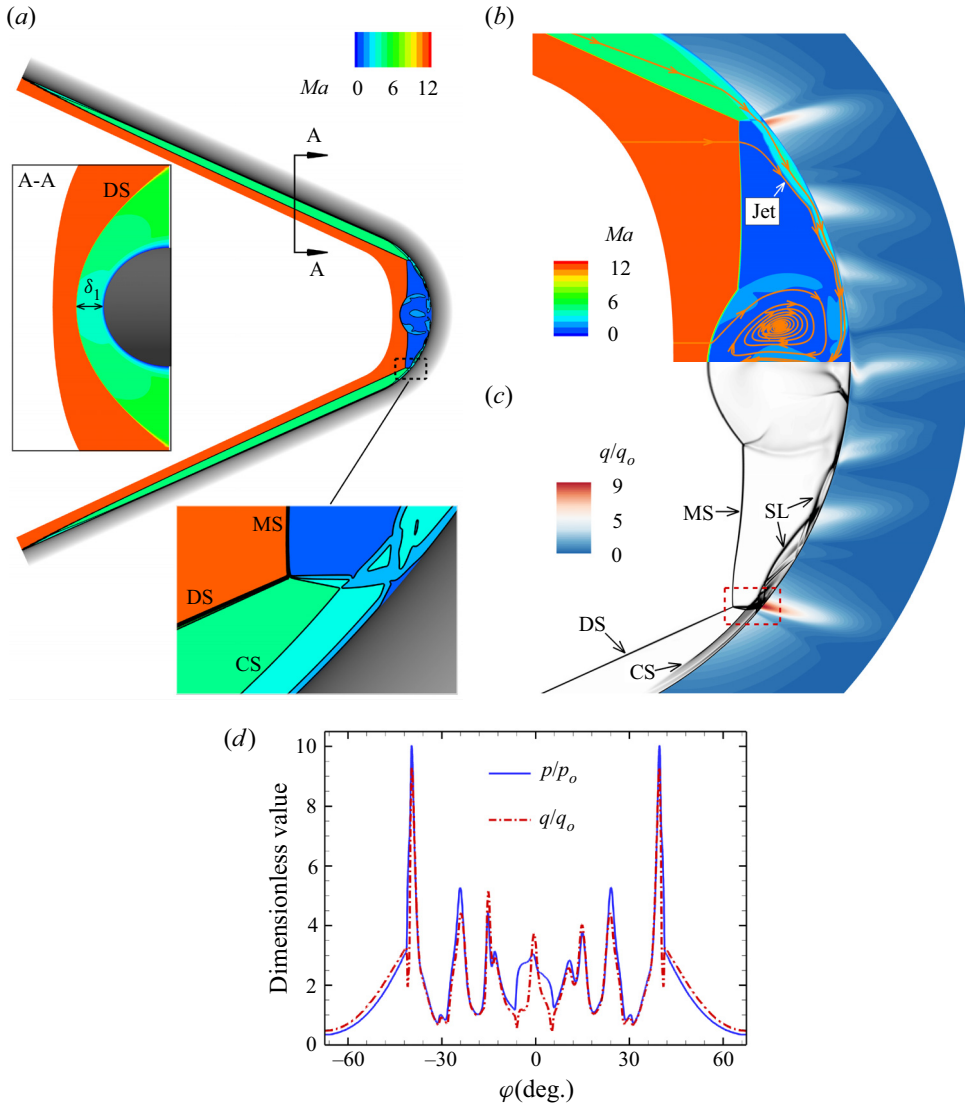 (a)
Ma
0 6 12
A
A
A-A
DS
δ1
MS
DS
CS
(b)
Jet
Ma
12
6
0
(c)
q/qo
9
5
0
MS
SL
DS
CS
(d)
10
8
6
4
2
0
Dimensionless value
p/po
q/qo
–60 –30 0 30 60
φ(deg.)